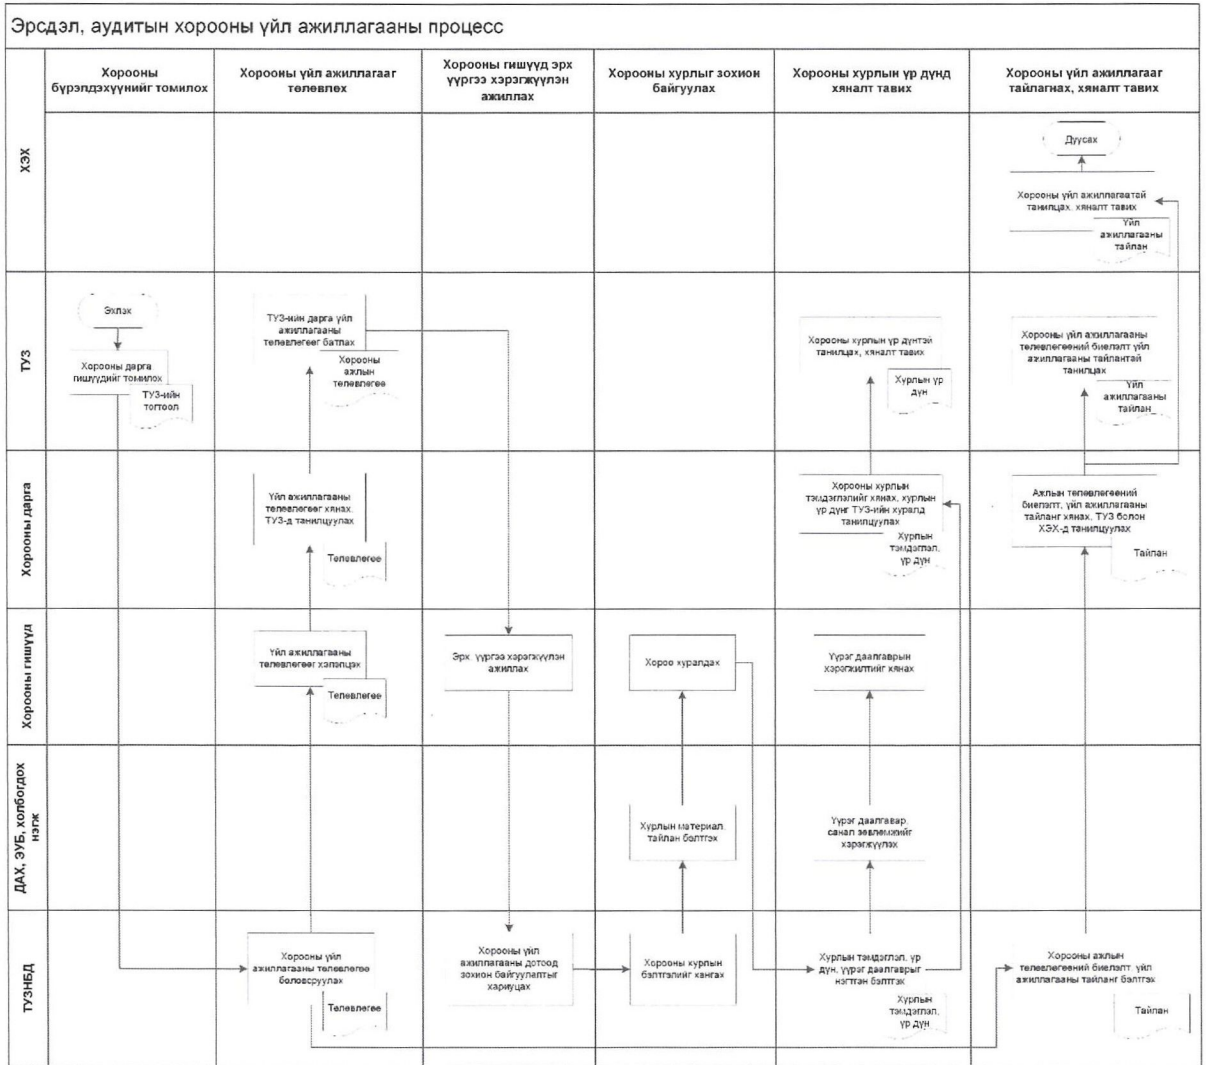 Эрсдэл, аудитын хорооны үйл ажиллагааны процесс
Хорооны
бүрэлдэхүүнийг томилох
Хорооны үйл ажиллагааг
төлөвлөх
Хорооны гишүүд эрх
үүргээ хэрэгжүүлэн
ажиллах
Хорооны хурлыг зохион
байгуулах
Хорооны хурлын үр дүнд
хяналт тавих
Хорооны үйл ажиллагааг
тайлагнах, хяналт тавих
ХЭХ
Дуусах
Хорооны үйл ажиллагаатай
танилцах, хяналт тавих
Үйл
ажиллагааны
тайлан
ТУЗ
Эхлэх
Хорооны дарга
гишүүдийг томилох
ТУЗ-ийн
тогтоол
ТУЗ-ийн дарга үйл
ажиллагааны
төлөвлөгөөг батлах
Хорооны
ажлын
төлөвлөгөө
Хорооны хурлын үр дүнтэй
танилцах, хяналт тавих
Хурлын үр
дүн
Хорооны үйл ажиллагааны
төлөвлөгөөний биелэлт үйл
ажиллагааны тайлантай
танилцах
Үйл
ажиллагааны
тайлан
Хорооны дарга
Үйл ажиллагааны
төлөвлөгөөг хянах,
ТУЗ-д танилцуулах
Төлөвлөгөө
Хорооны хурлын
тэмдэглэлийг хянах, хурлын
үр дүнг ТУЗ-ийн хуралд
танилцуулах
Хурлын
тэмдэглэл,
үр дүн
Ажлын төлөвлөгөөний
биелэлт, үйл ажиллагааны
тайланг хянах, ТУЗ болон
ХЭХ-д танилцуулах
Тайлан
Хорооны гишүүд
Үйл ажиллагааны
төлөвлөгөөг хэлэлцэх
Төлөвлөгөө
Эрх үүргээ хэрэгжүүлэн
ажиллах
Хороо хуралдах
Үүрэг даалгаврын
хэрэгжилтийг хянах
ДАХ, ЭУБ, холбогдох
нэгж
Хурлын материал,
тайлан бэлтгэх
Үүрэг даалгавар,
санал зөвлөмжийг
хэрэгжүүлэх
ТУЗНБД
Хорооны үйл
ажиллагааны төлөвлөгөө
боловсруулах
Төлөвлөгөө
Хорооны үйл
ажиллагааны дотоод
зохион байгуулалтыг
хариуцах
Хорооны хурлын
бэлтгэлийг хангах
Хурлын тэмдэглэл, үр
дүн, үүрэг даалгаврыг
нэгтгэн бэлтгэх
Хурлын
тэмдэглэл,
үр дүн
Хорооны ажлын
төлөвлөгөөний биелэлт, үйл
ажиллагааны тайланг бэлтгэх
Тайлан